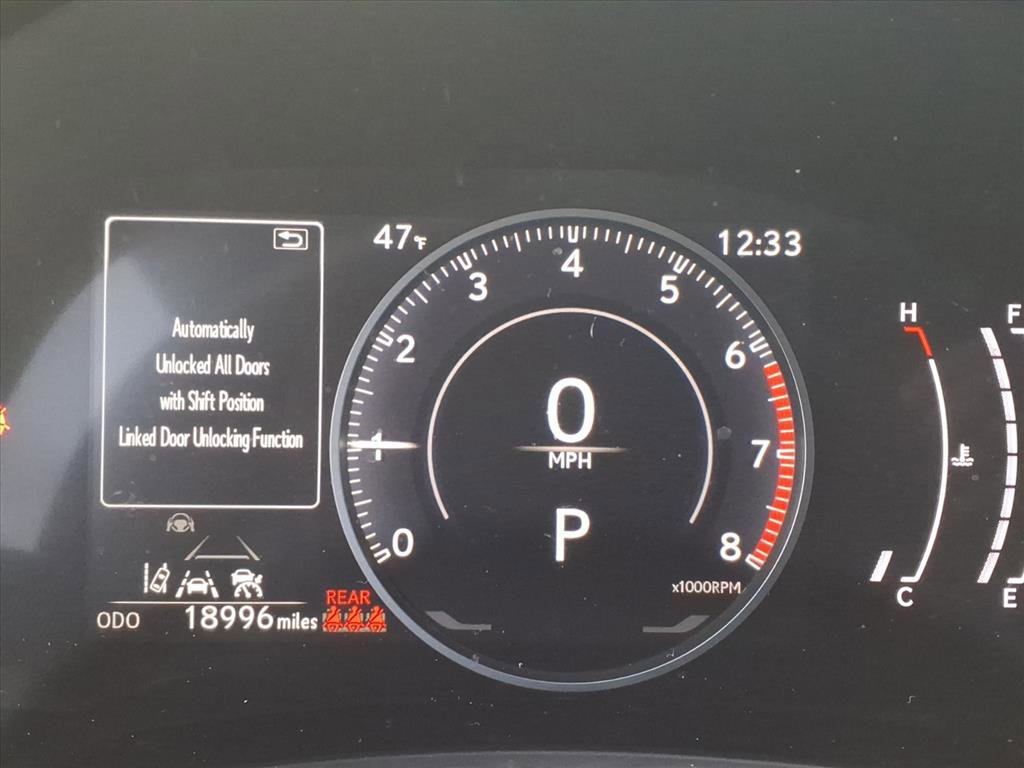 47°F
12:33
Automatically
Unlocked All Doors
with Shift Position
Linked Door Unlocking Function
0
1
2
3
4
5
6
7
8
0
MPH
P
x1000RPM
H
C
F
E
REAR
ODO 18996 miles